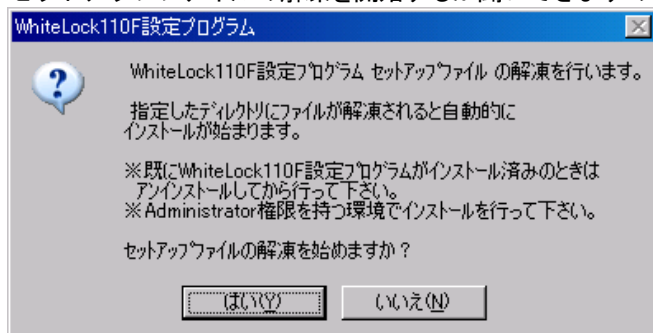 WhiteLock110F設定プログラム
WhiteLock110F設定プログラム セットアップファイル の解凍を行います。
指定したディレクトリにファイルが解凍されると自動的に
インストールが始まります。
※既にWhiteLock110F設定プログラムがインストール済みのときは
アンインストールしてから行って下さい。
※Administrator権限を持つ環境でインストールを行って下さい。
セットアップファイルの解凍を始めますか？
はい(Y)
いいえ(N)